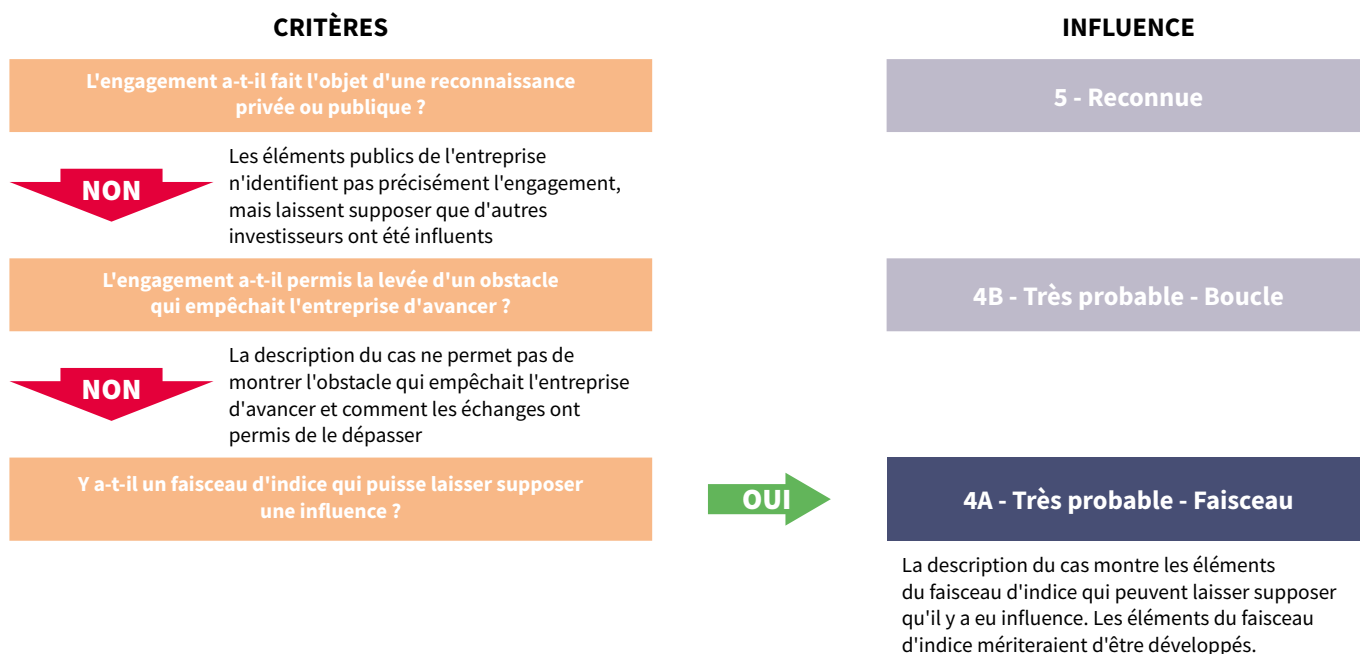 CRITÈRES
INFLUENCE
L'engagement a-t-il fait l'objet d'une reconnaissance
privée ou publique ?
5 - Reconnue
NON
Les éléments publics de l'entreprise
n'identifient pas précisément l'engagement,
mais laissent supposer que d'autres
investisseurs ont été influents
L'engagement a-t-il permis la levée d'un obstacle
qui empêchait l'entreprise d'avancer ?
4B - Très probable - Boucle
NON
La description du cas ne permet pas de
montrer l'obstacle qui empêchait l'entreprise
d'avancer et comment les échanges ont
permis de le dépasser
Y a-t-il un faisceau d'indice qui puisse laisser supposer
une influence ?
OUI
4A - Très probable - Faisceau
La description du cas montre les éléments
du faisceau d'indice qui peuvent laisser supposer
qu'il y a eu influence. Les éléments du faisceau
d'indice mériteraient d'être développés.